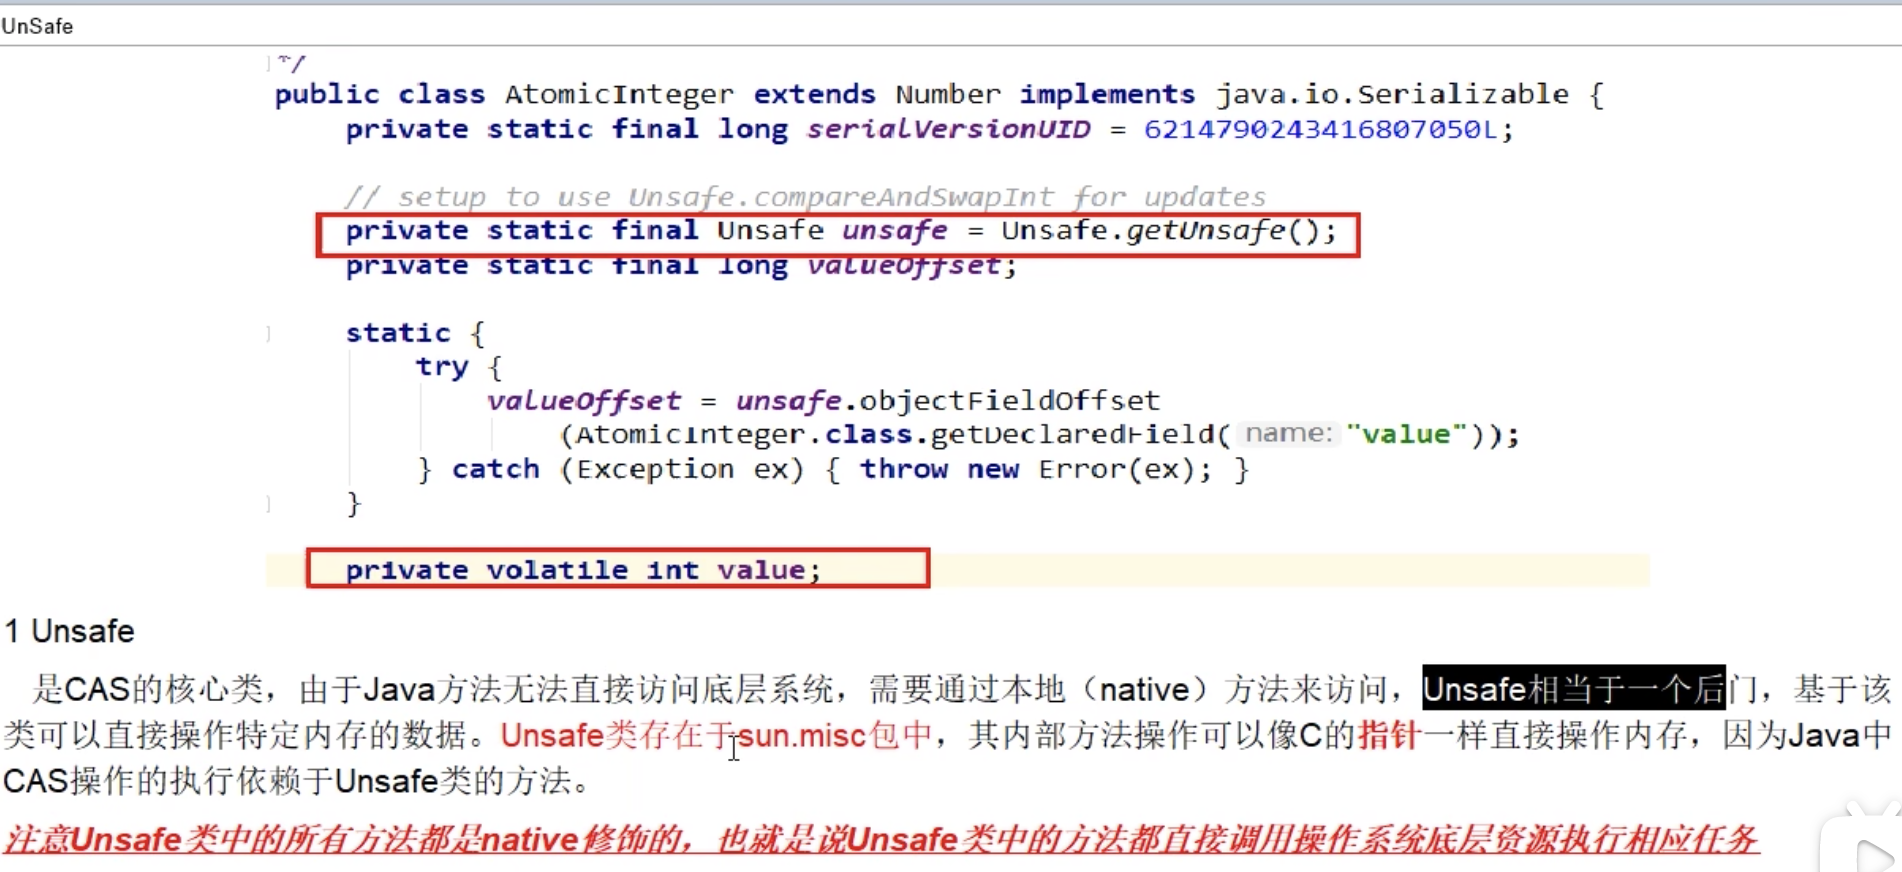 UnSafe
*/
public class AtomicInteger extends Number implements java.io.Serializable {
private static final long serialVersionUID = 6214790243416807050L;
// setup to use Unsafe.compareAndSwapInt for updates
private static final Unsafe unsafe = Unsafe.getUnsafe();
private static final long valueOffset;
static {
try {
valueOffset = unsafe.objectFieldOffset
(AtomicInteger.class.getDeclaredField( name: "value"));
} catch (Exception ex) { throw new Error(ex); }
}
private volatile int value;
1 Unsafe
是CAS的核心类，由于Java方法无法直接访问底层系统，需要通过本地（native）方法来访问，Unsafe相当于一个后门，基于该
类可以直接操作特定内存的数据。Unsafe类存在于sun.misc包中，其内部方法操作可以像C的指针一样直接操作内存，因为Java中
CAS操作的执行依赖于Unsafe类的方法。
注意Unsafe类中的所有方法都是native修饰的，也就是说Unsafe类中的方法都直接调用操作系统底层资源执行相应任务